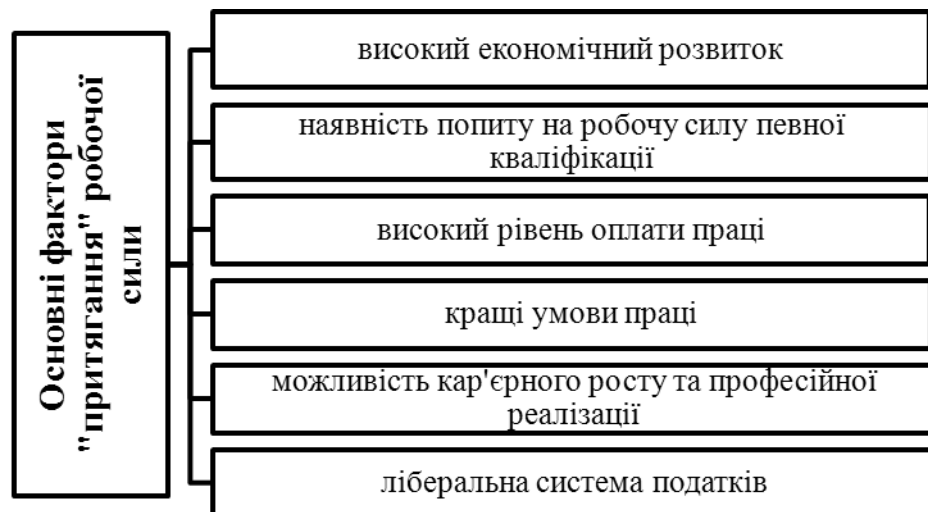 Основні фактори
"притягання" робочої
сили
високий економічний розвиток
наявність попиту на робочу силу певної
кваліфікації
високий рівень оплати праці
кращі умови праці
можливість кар'єрного росту та професійної
реалізації
ліберальна система податків